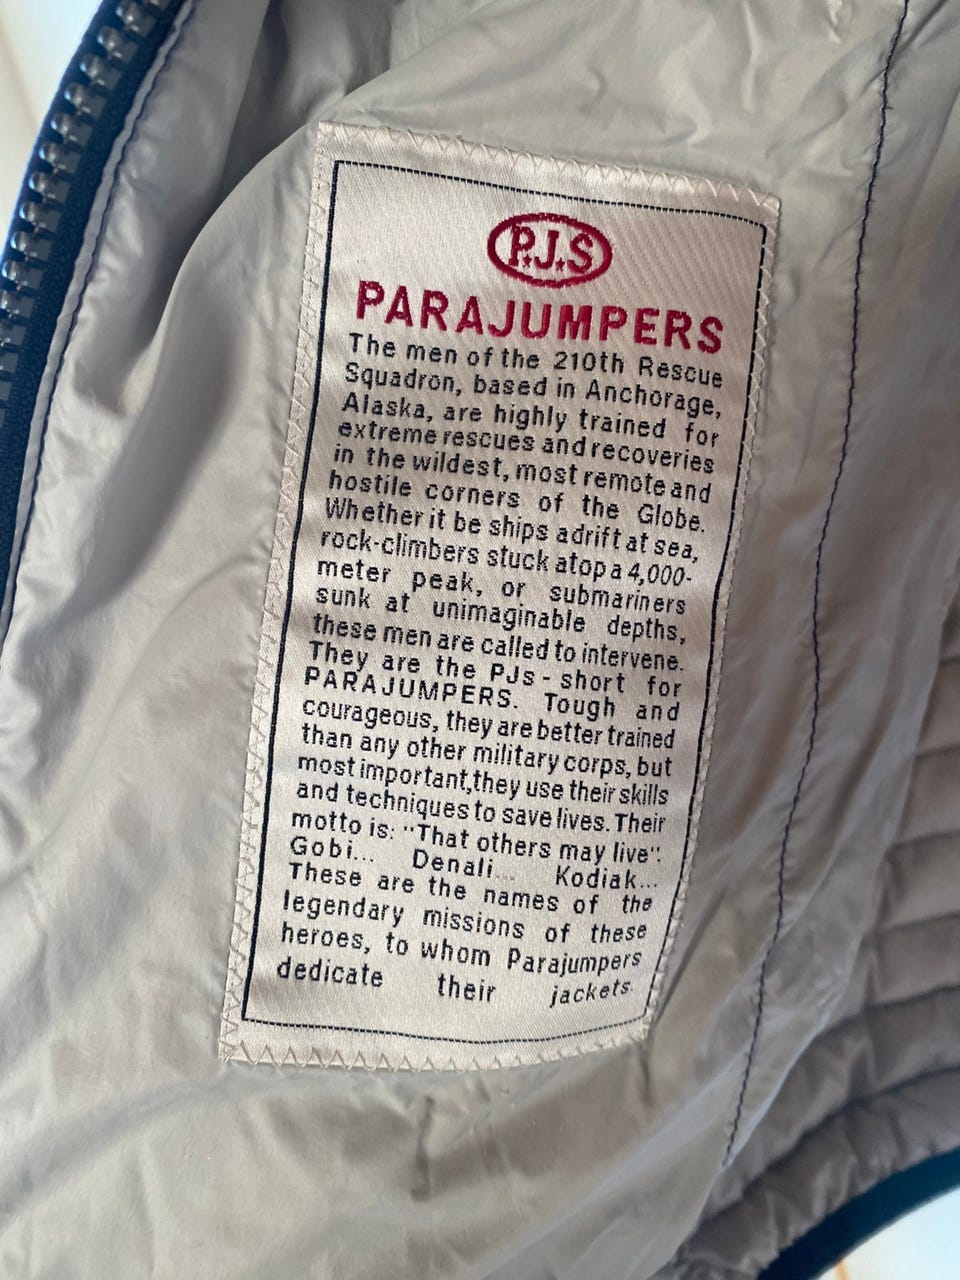 P.J.S
PARAJUMPERS
The men of the 210th Rescue
Squadron, based in Anchorage,
Alaska, are highly trained for
extreme rescues and recoveries
in the wildest, most remote and
hostile corners of the Globe.
Whether it be ships adrift at sea,
rock-climbers stuck atop a 4,000-
meter peak, or submariners
sunk at unimaginable depths,
these men are called to intervene.
They are the PJs - short for
PARAJUMPERS. Tough and
courageous, they are better trained
than any other military corps, but
most important, they use their skills
and techniques to save lives. Their
motto is: "That others may live".
Gobi... Denali... Kodiak...
These are the names of the
legendary missions of these
heroes, to whom Parajumpers
dedicate their jackets.